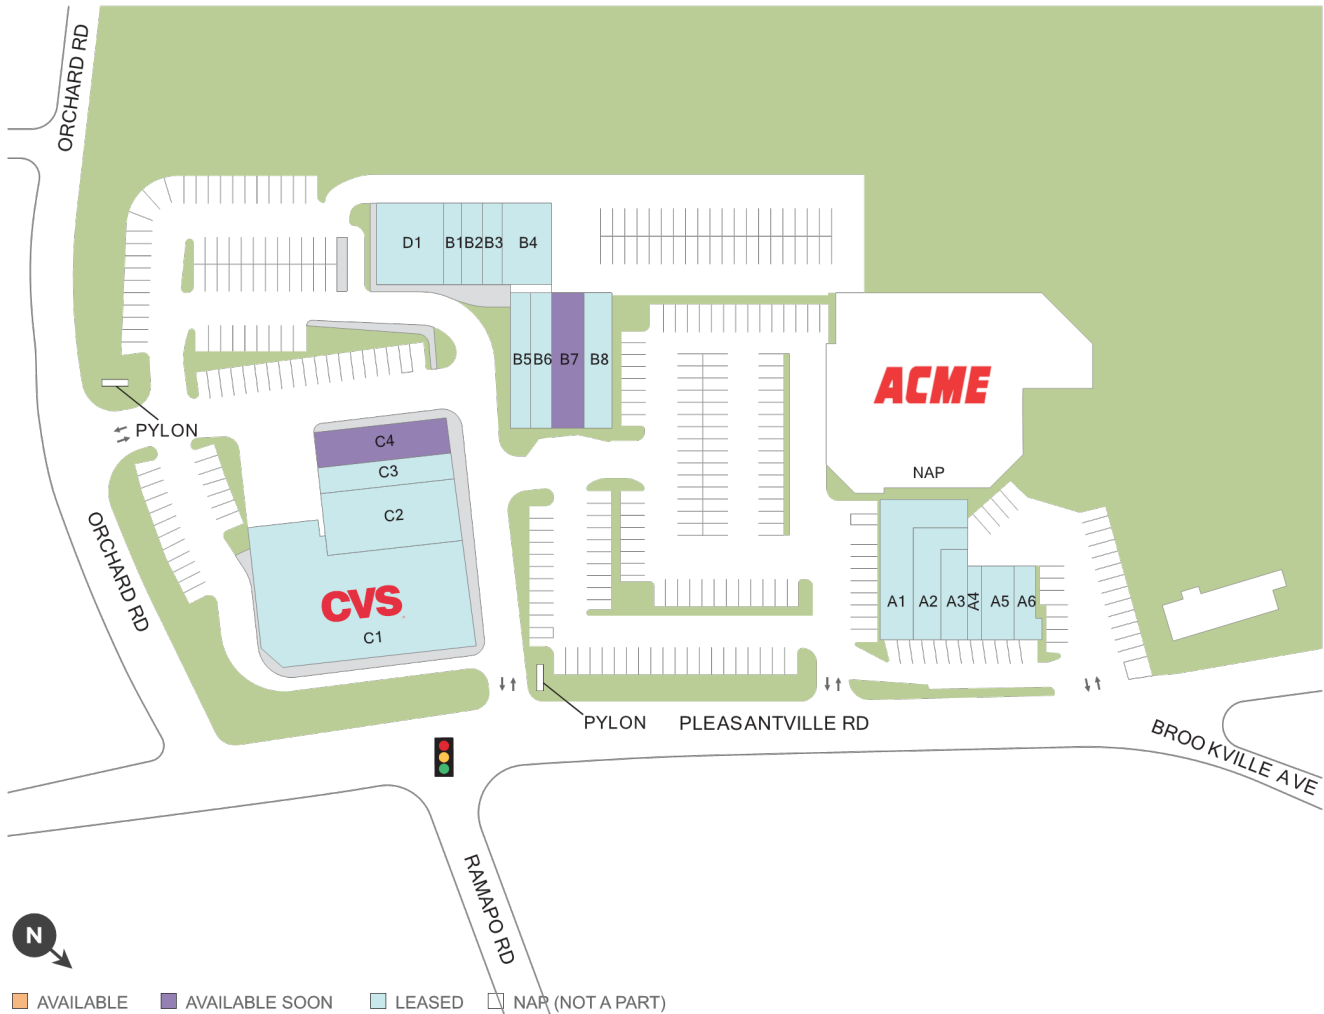 ORCHARD RD
D1
B1
B2
B3
B4
B5
B6
B7
B8
ACME
NAP
PYLON
C4
C3
C2
CVS
C1
ORCHARD RD
A1
A2
A3
A4
A5
A6
PYLON
PLEASANTVILLE RD
BROOKVILLE AVE
RAMAPO RD
N
AVAILABLE
AVAILABLE SOON
LEASED
NAP (NOT A PART)